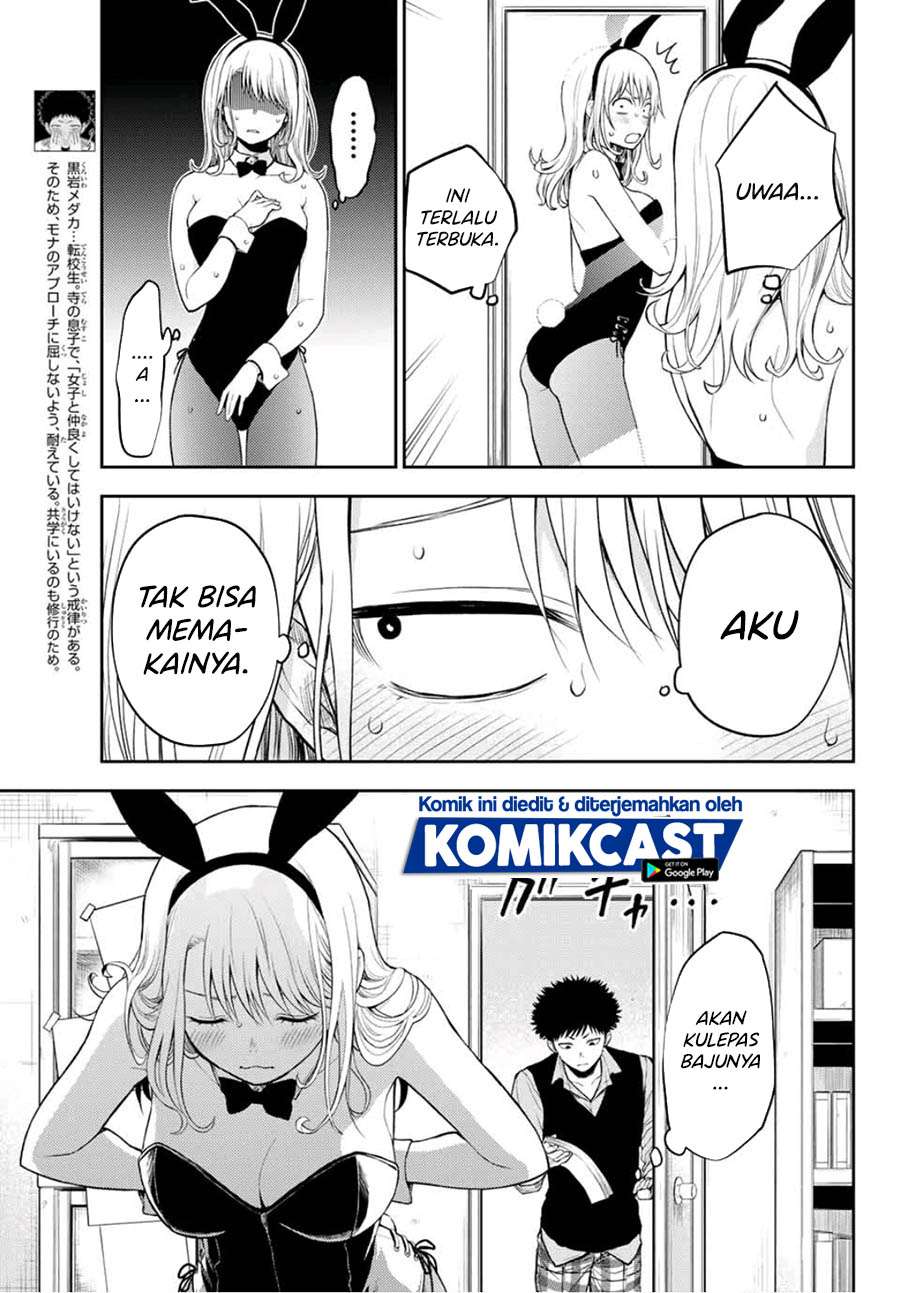 UWAA...
INI
TERLALU
TERBUKA.
......
....
A
...
黒岩メダカ…転校生。寺の息子で、「女子と仲良くしてはいけない」という戒律がある。
そのため、モナのアプローチに屈しないよう、耐えている。共学にいるのも修行のため。
AKU
TAK BISA
MEMA-
KAINYA.
Komik ini diedit & diterjemahkan oleh
KOMIKCAST
GET IT ON
Google Play
ガチャ...
AKAN
KULEPAS
BAJUNYA
...